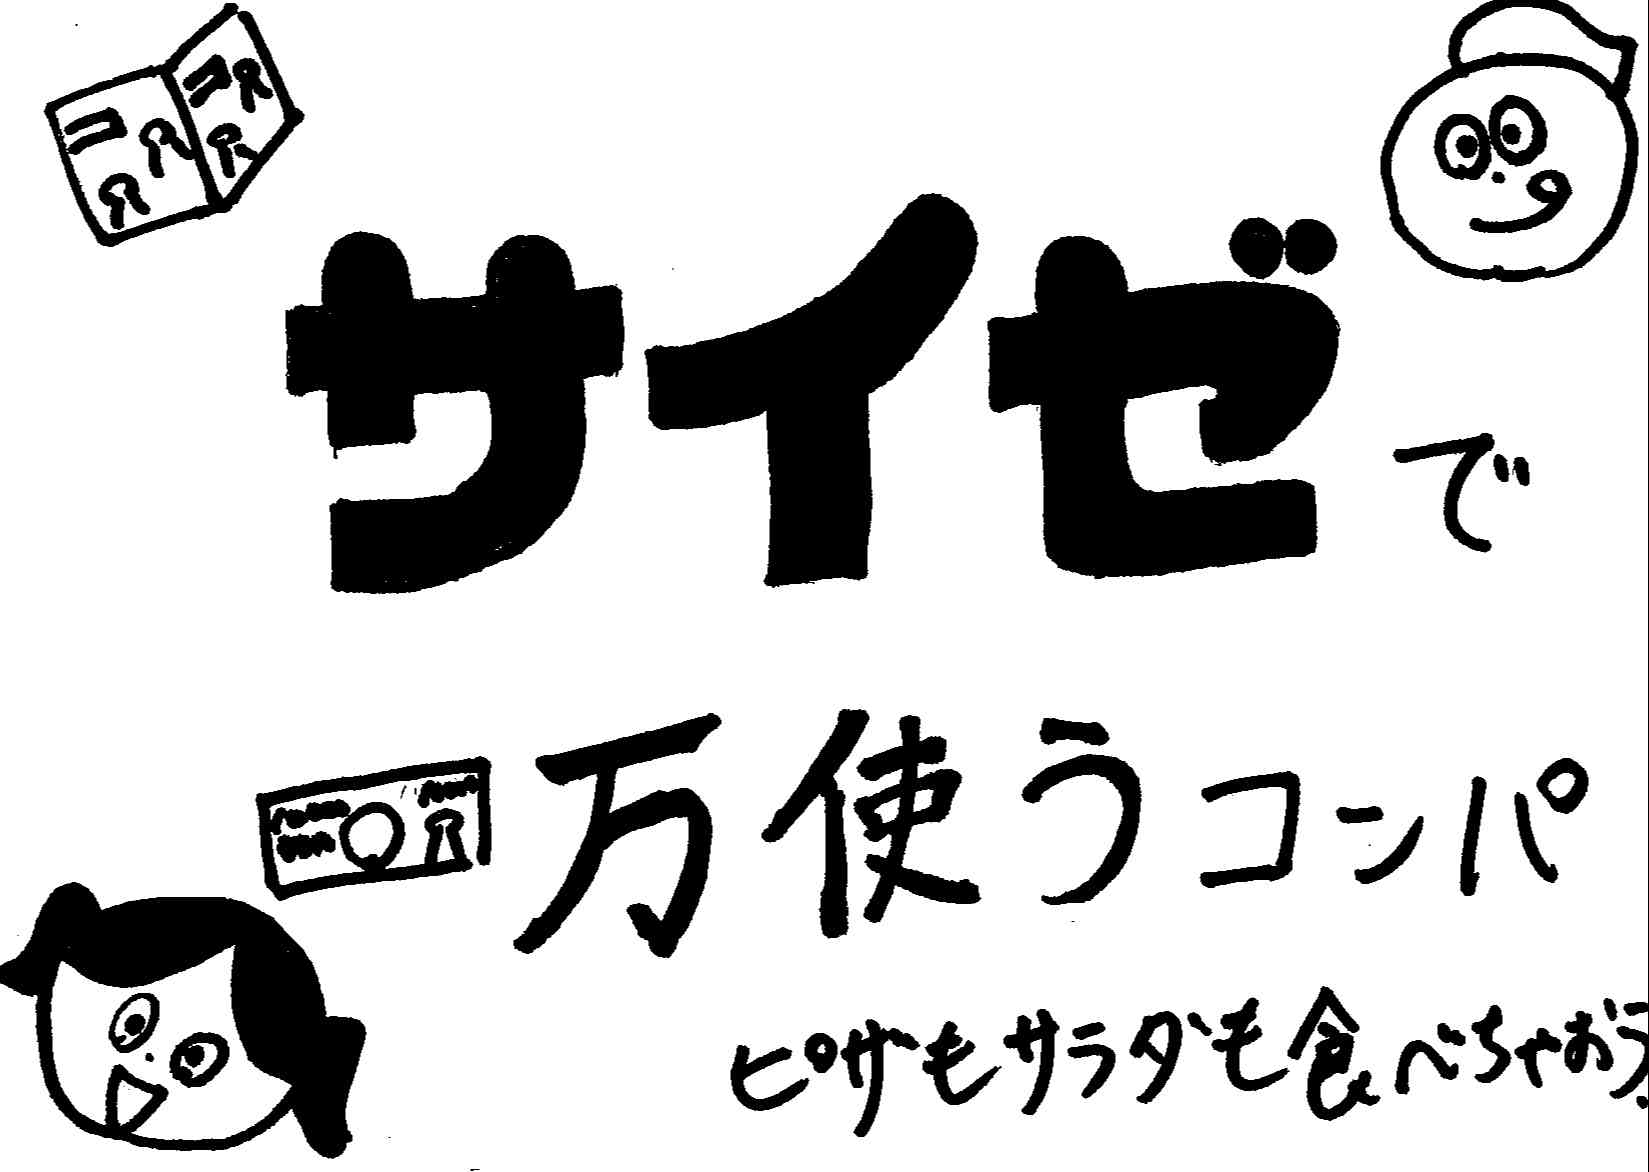 サイゼで
万使うコンパ
ピザもサラダも食べちゃおう